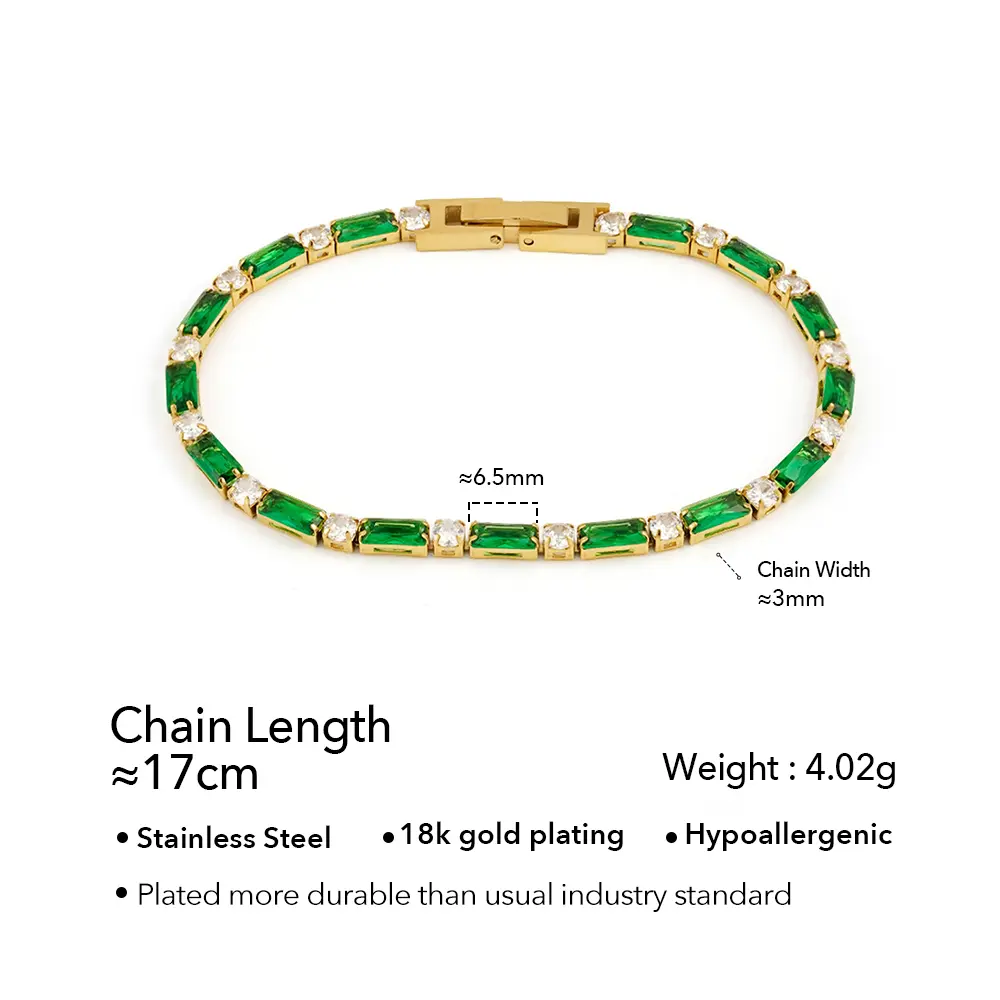 ≈6.5mm
Chain Width
≈3mm
Chain Length
≈17cm
Weight : 4.02g
• Stainless Steel
• 18k gold plating
• Hypoallergenic
• Plated more durable than usual industry standard